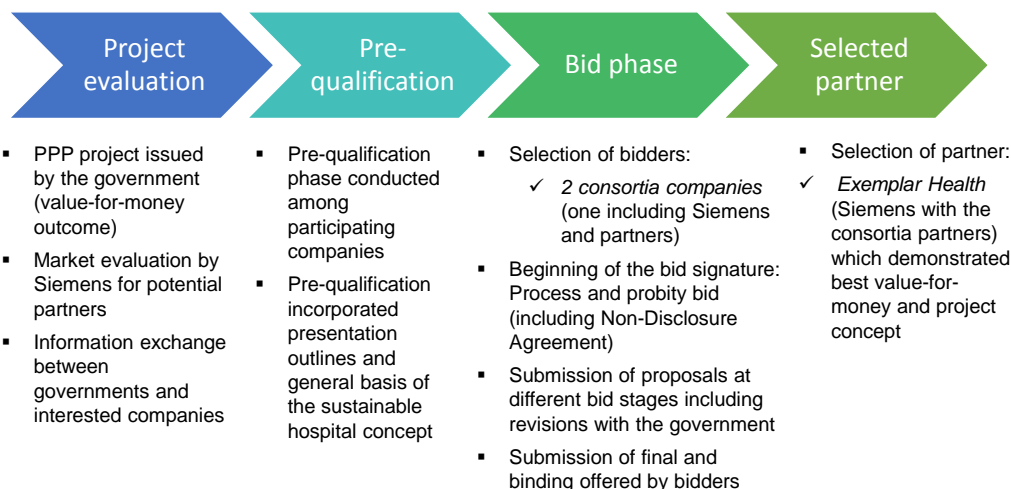 Project
evaluation
Pre-
qualification
Bid phase
Selected
partner
▪ PPP project issued
by the government
(value-for-money
outcome)
▪ Market evaluation by
Siemens for potential
partners
▪ Information exchange
between
governments and
interested companies
▪ Pre-qualification
phase conducted
among
participating
companies
▪ Pre-qualification
incorporated
presentation
outlines and
general basis of
the sustainable
hospital concept
▪ Selection of bidders:
✓ 2 consortia companies
(one including Siemens
and partners)
▪ Beginning of the bid signature:
Process and probity bid
(including Non-Disclosure
Agreement)
▪ Submission of proposals at
different bid stages including
revisions with the government
▪ Submission of final and
binding offered by bidders
▪ Selection of partner:
✓ Exemplar Health
(Siemens with the
consortia partners)
which demonstrated
best value-for-
money and project
concept